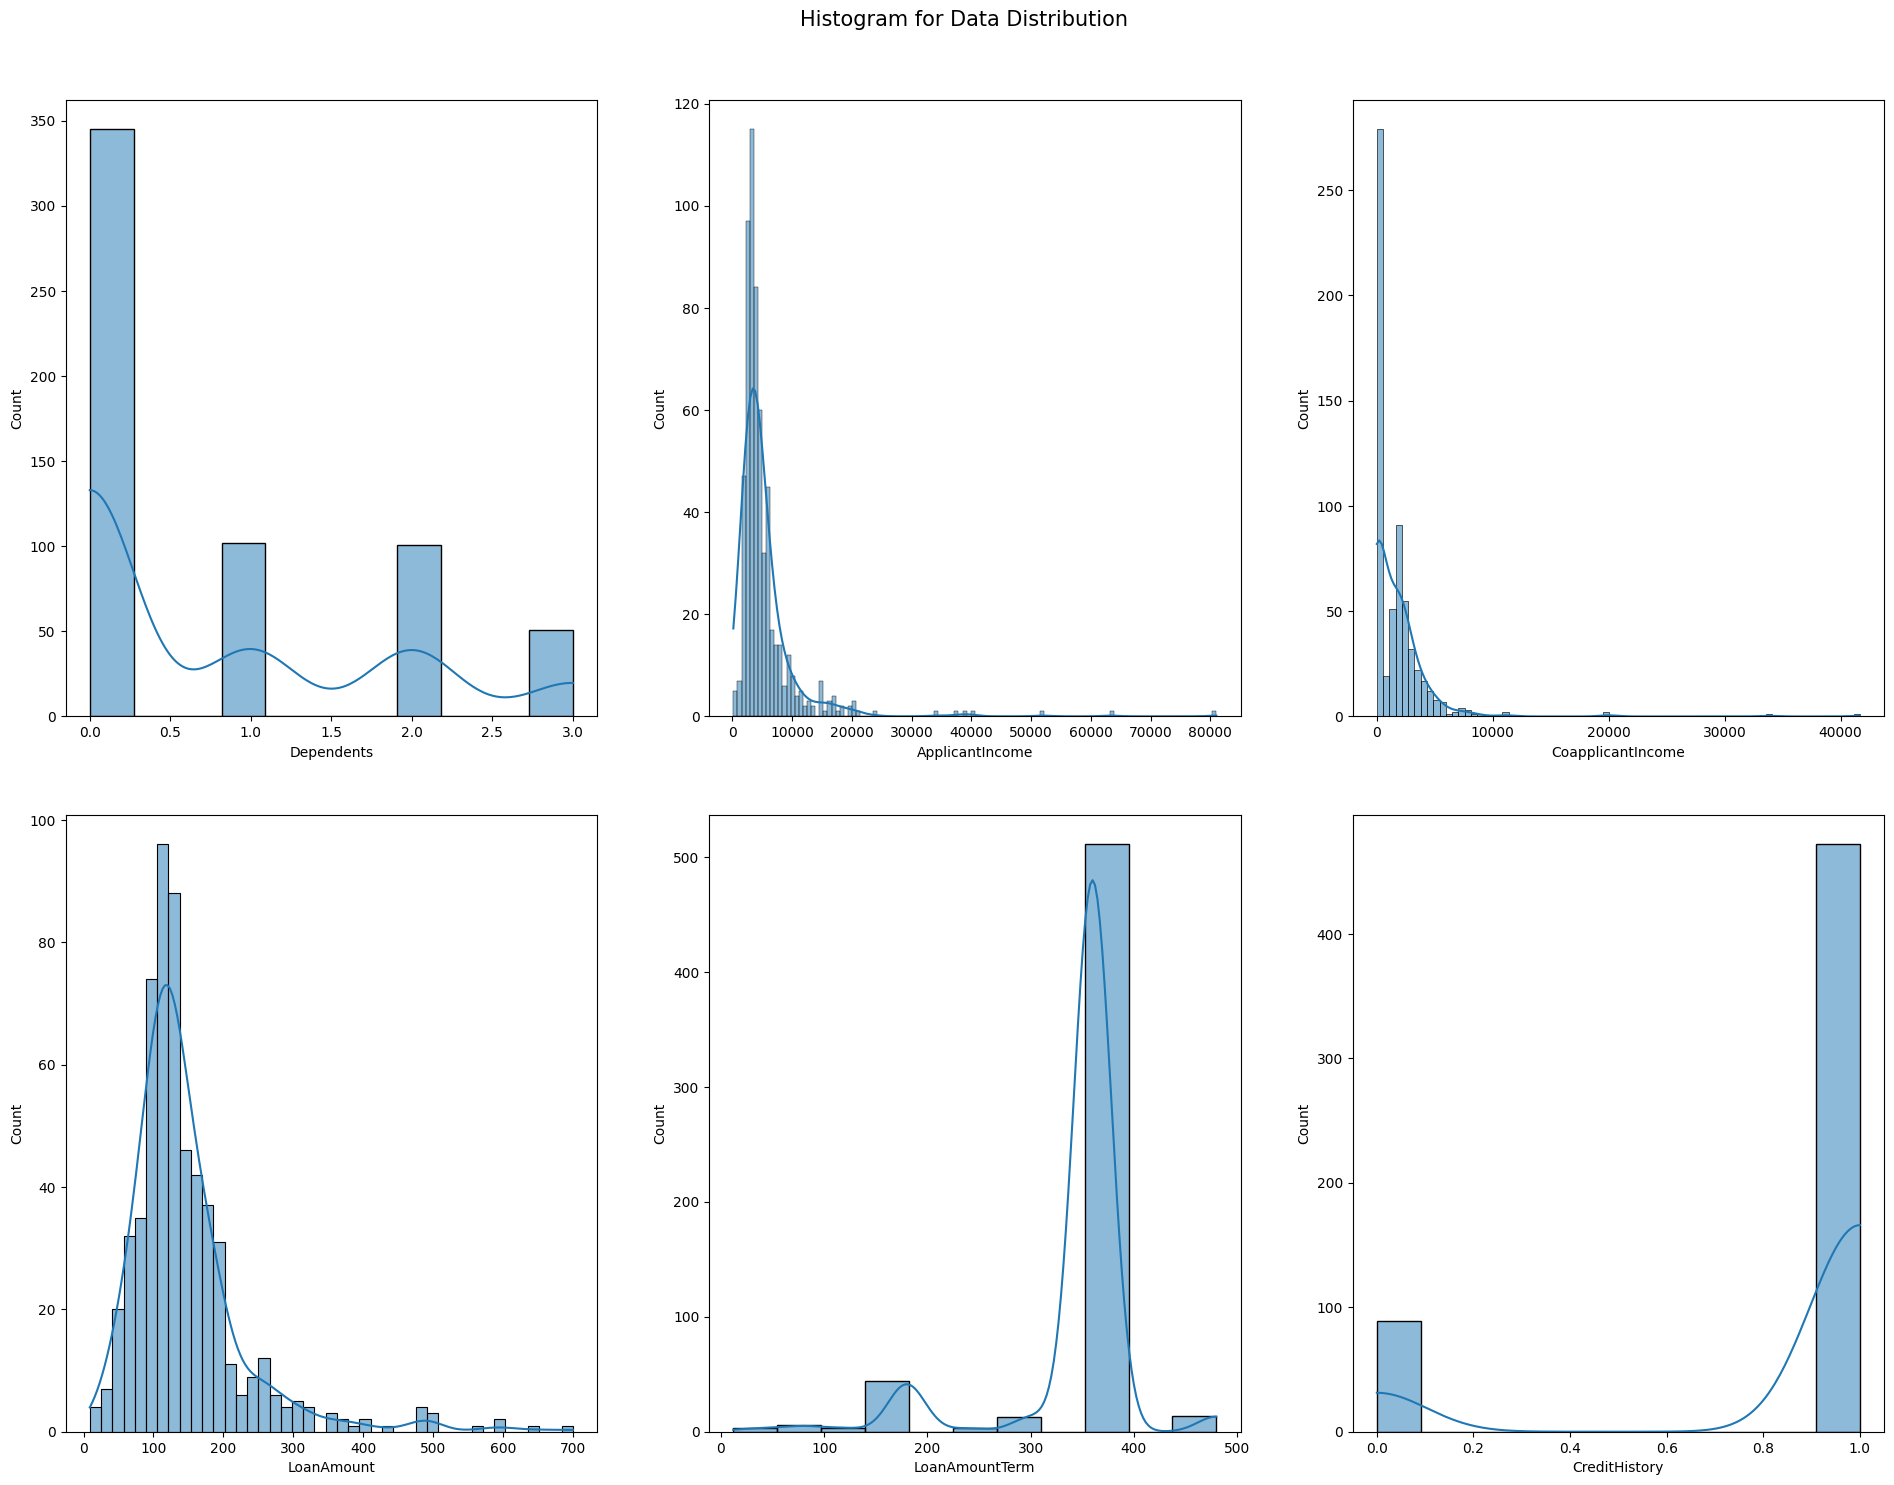 Histogram for Data Distribution
350
300
250
200
150
100
50
0
Count
0.0 0.5 1.0 1.5 2.0 2.5 3.0
Dependents
120
100
80
60
40
20
0
Count
0 10000 20000 30000 40000 50000 60000 70000 80000
ApplicantIncome
250
200
150
100
50
0
Count
0 10000 20000 30000 40000
CoapplicantIncome
100
80
60
40
20
0
Count
0 100 200 300 400 500 600 700
LoanAmount
500
400
300
200
100
0
Count
0 100 200 300 400 500
LoanAmountTerm
400
300
200
100
0
Count
0.0 0.2 0.4 0.6 0.8 1.0
CreditHistory